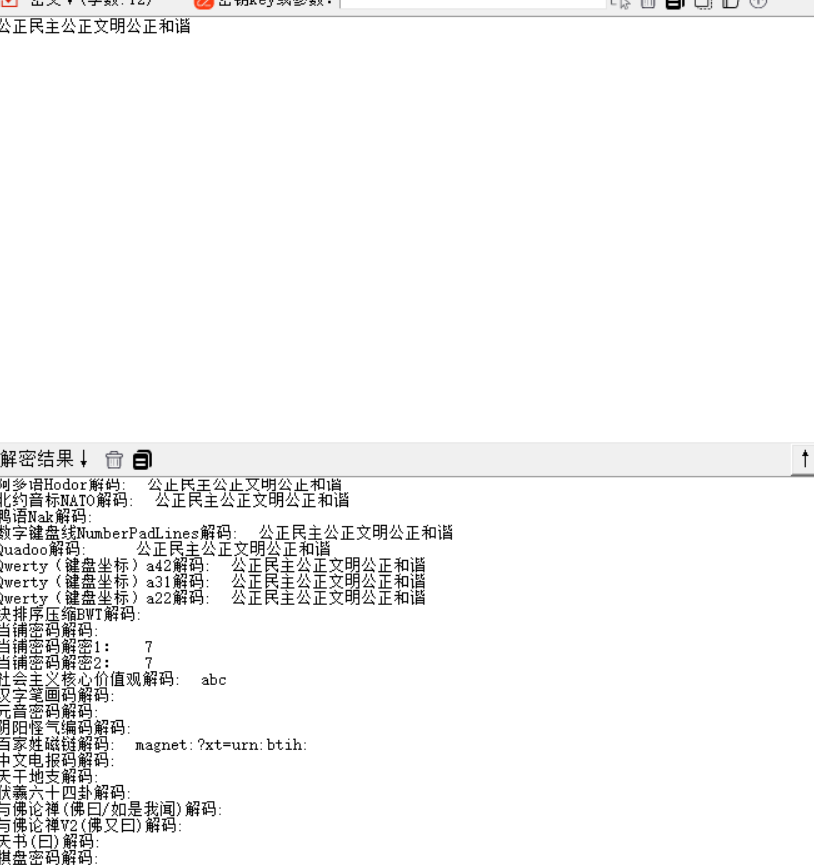 密文↓(字数:12) 密钥key或参数:
公正民主公正文明公正和谐
解密结果↓
阿多语Hodor解码: 公正民主公正文明公正和谐
北约音标NATO解码: 公正民主公正文明公正和谐
鸭语Nak解码:
数字键盘线NumberPadLines解码: 公正民主公正文明公正和谐
Quadoo解码: 公正民主公正文明公正和谐
Qwerty（键盘坐标）a42解码: 公正民主公正文明公正和谐
Qwerty（键盘坐标）a31解码: 公正民主公正文明公正和谐
Qwerty（键盘坐标）a22解码: 公正民主公正文明公正和谐
块排序压缩BWT解码:
当铺密码解码:
当铺密码解密1: 7
当铺密码解密2: 7
社会主义核心价值观解码: abc
汉字笔画码解码:
元音密码解码:
阴阳怪气编码解码:
百家姓磁链解码: magnet:?xt=urn:btih:
中文电报码解码:
天干地支解码:
伏羲六十四卦解码:
与佛论禅(佛曰/如是我闻)解码:
与佛论禅V2(佛又曰)解码:
天书(曰)解码:
棋盘密码解码: